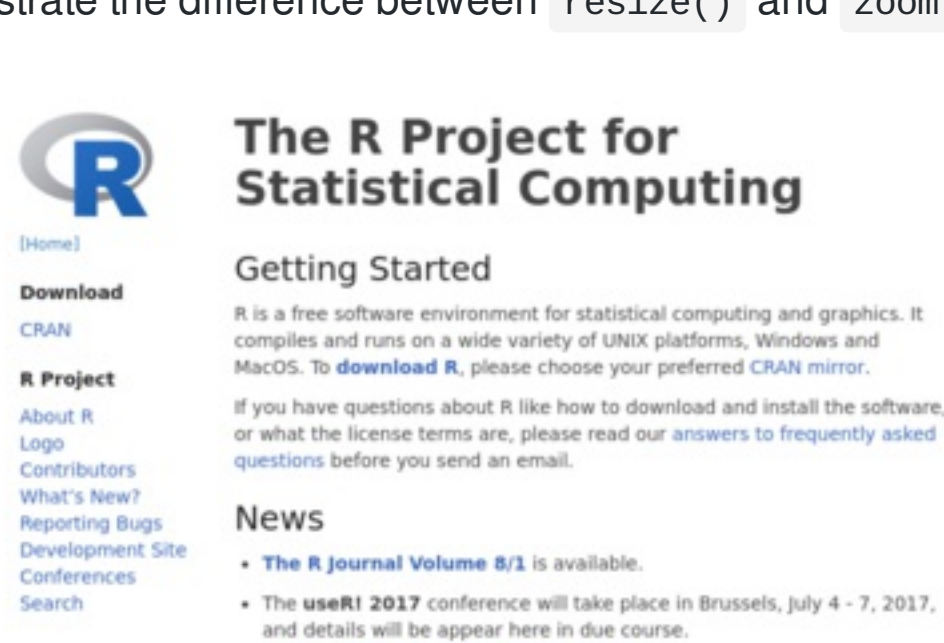 strate the difference between resize() and zoom
R
The R Project for
Statistical Computing
[Home]
Download
CRAN
R Project
About R
Logo
Contributors
What's New?
Reporting Bugs
Development Site
Conferences
Search
Getting Started
R is a free software environment for statistical computing and graphics. It
compiles and runs on a wide variety of UNIX platforms, Windows and
MacOS. To download R, please choose your preferred CRAN mirror.
If you have questions about R like how to download and install the software,
or what the license terms are, please read our answers to frequently asked
questions before you send an email.
News
• The R Journal Volume 8/1 is available.
• The useR! 2017 conference will take place in Brussels, July 4 - 7, 2017,
and details will be appear here in due course.